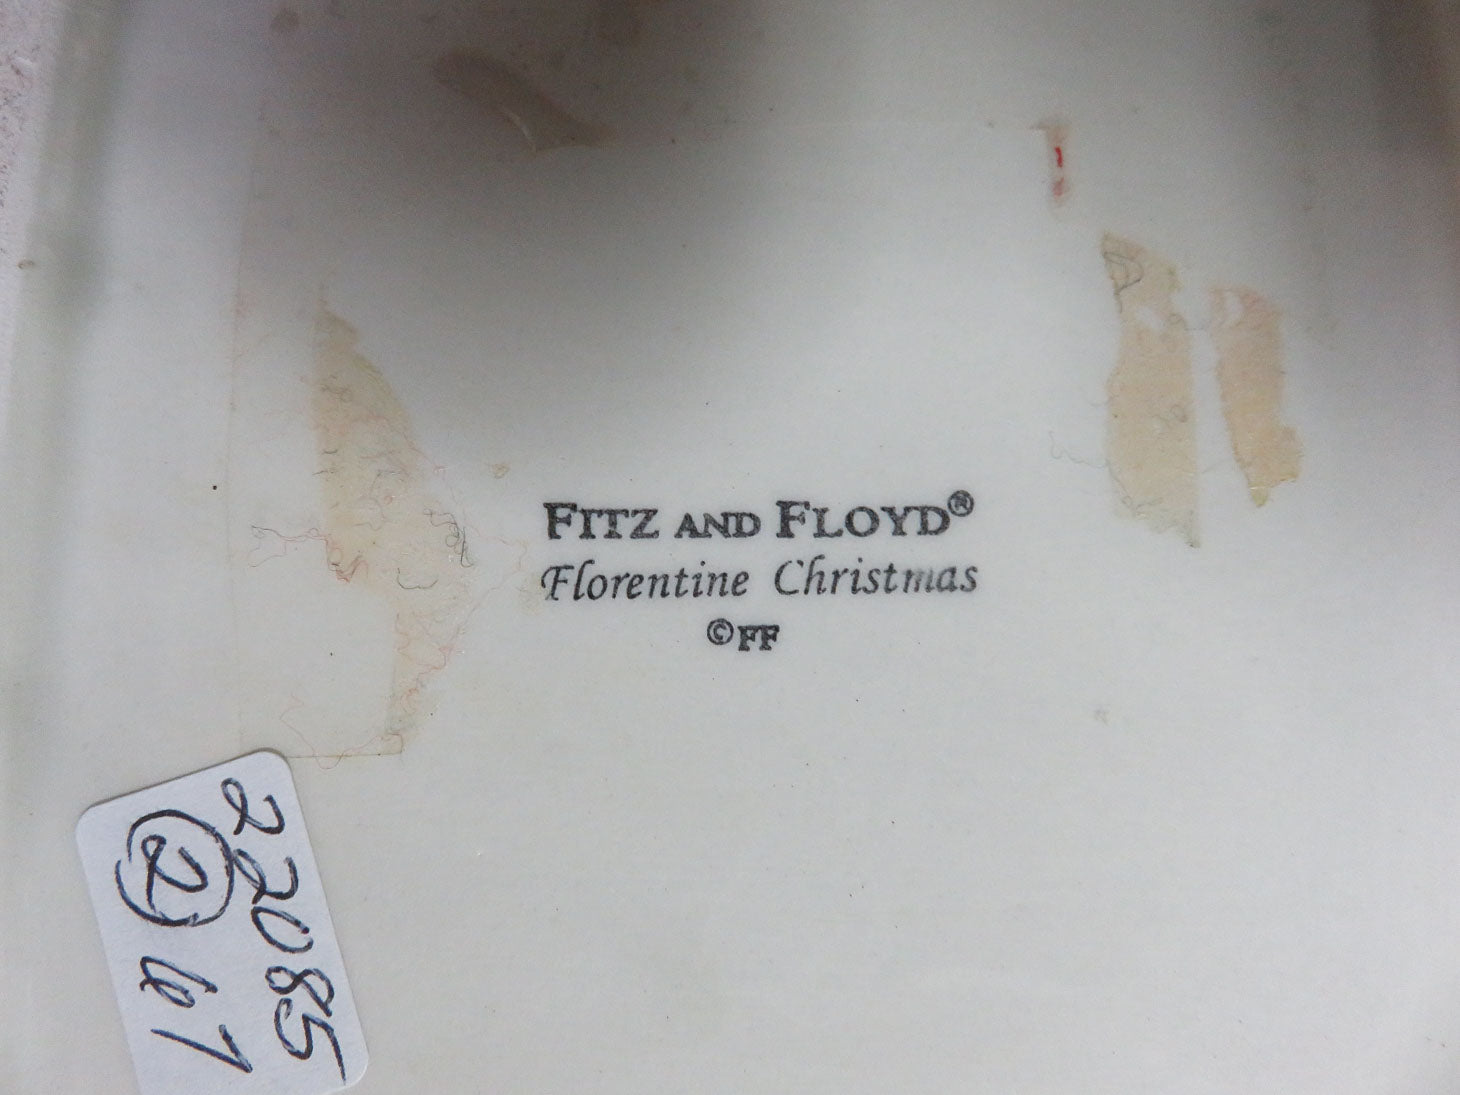 FITZ AND FLOYD®
Florentine Christmas
©FF
22085
2 67